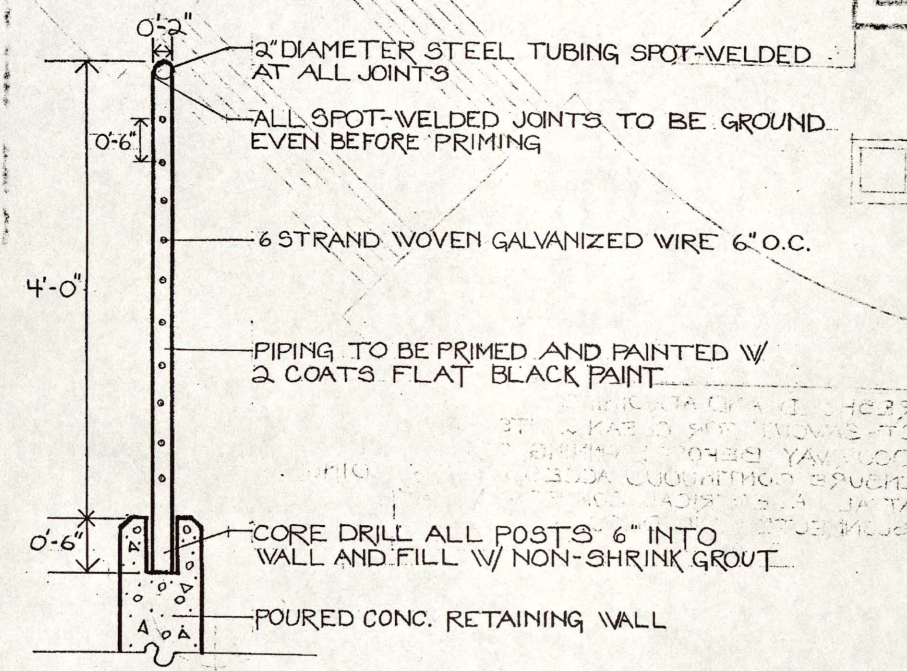 0'-2"
2" DIAMETER STEEL TUBING SPOT-WELDED
AT ALL JOINTS
ALL SPOT-WELDED JOINTS TO BE GROUND
EVEN BEFORE PRIMING
0'-6"
6 STRAND WOVEN GALVANIZED WIRE 6" O.C.
4'-0"
PIPING TO BE PRIMED AND PAINTED W/
2 COATS FLAT BLACK PAINT
0'-6"
CORE DRILL ALL POSTS 6" INTO
WALL AND FILL W/ NON-SHRINK GROUT
POURED CONC. RETAINING WALL